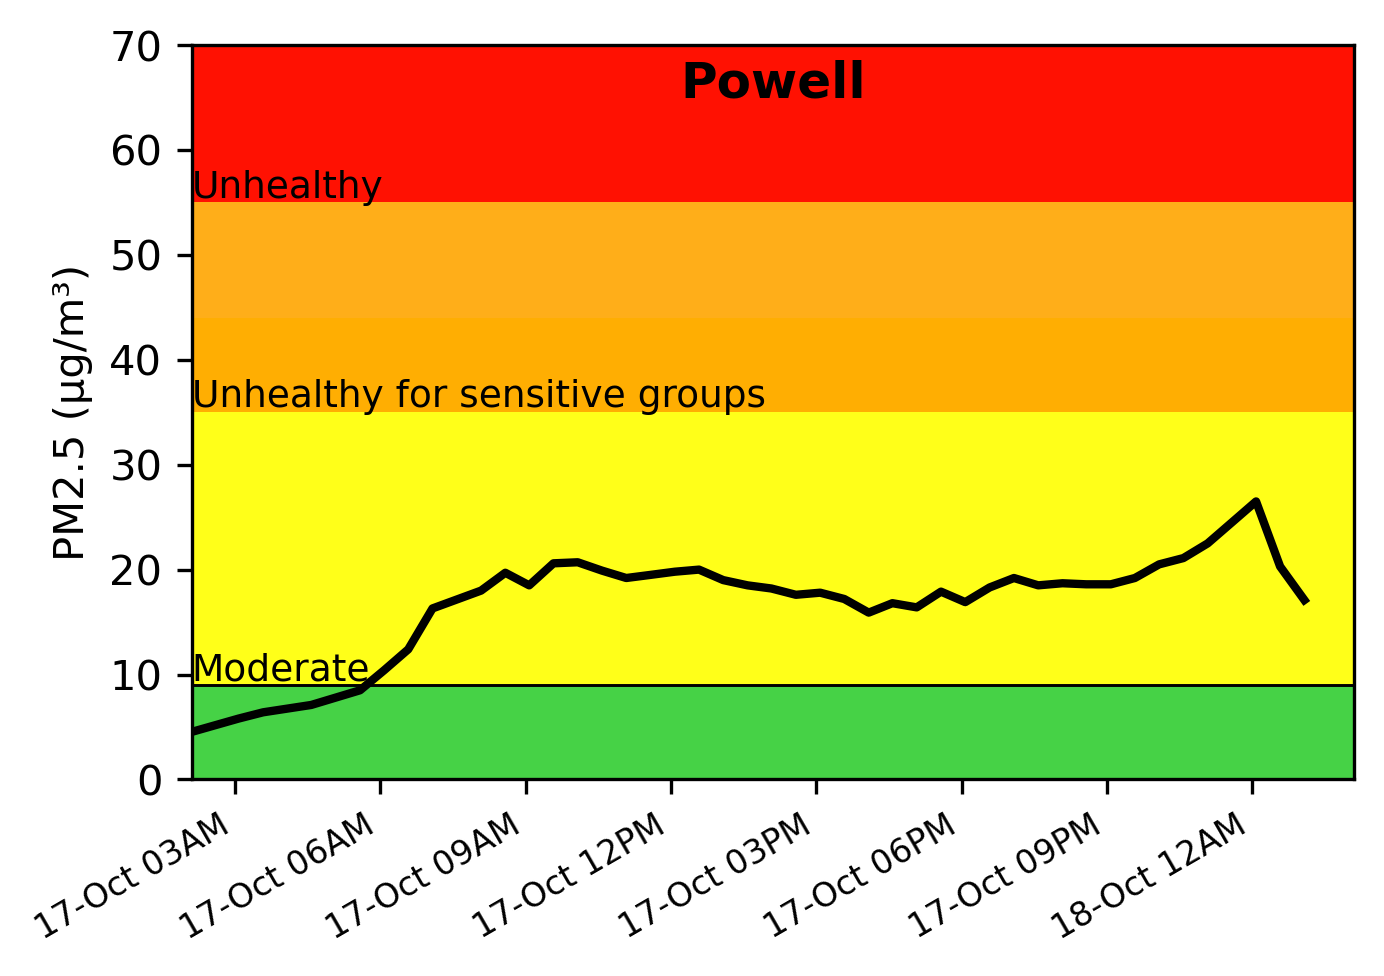 Powell
70
60
50
40
30
20
10
0
PM2.5 (µg/m³)
Unhealthy
Unhealthy for sensitive groups
Moderate
17-Oct 03AM
17-Oct 06AM
17-Oct 09AM
17-Oct 12PM
17-Oct 03PM
17-Oct 06PM
17-Oct 09PM
18-Oct 12AM